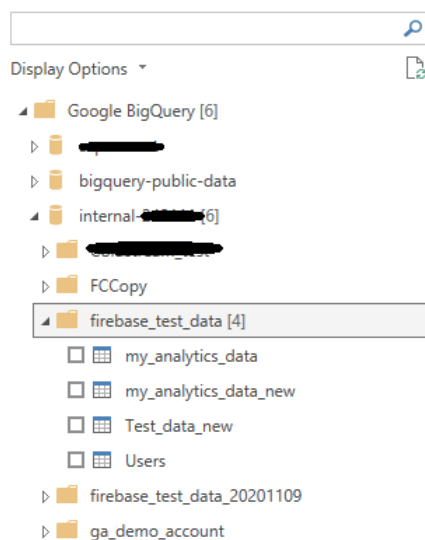 Display Options
Google BigQuery [6]
bigquery-public-data
internal- [6]
FCCopy
firebase_test_data [4]
my_analytics_data
my_analytics_data_new
Test_data_new
Users
firebase_test_data_20201109
ga_demo_account